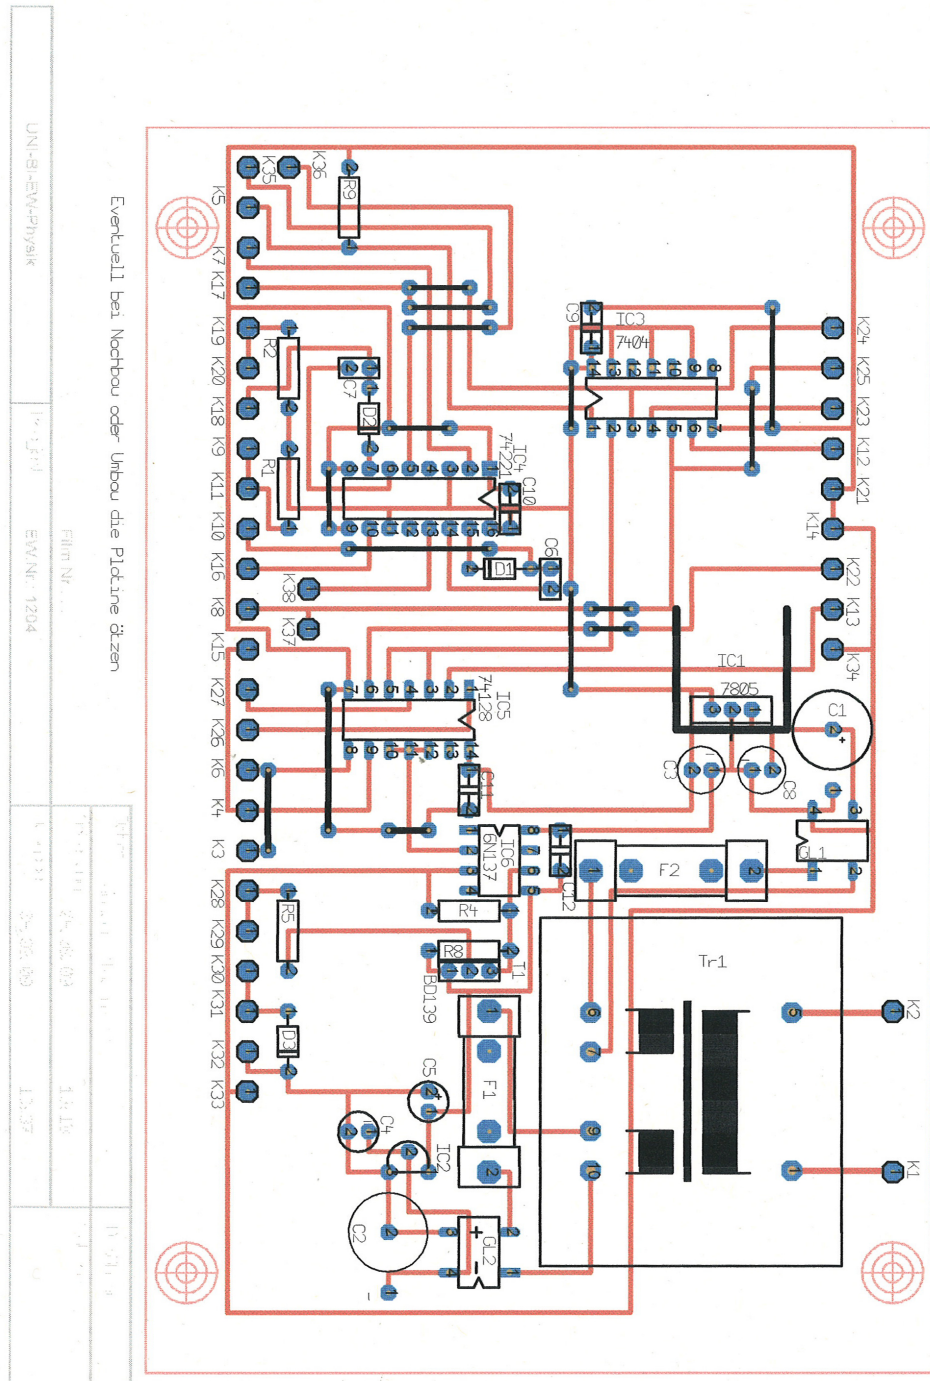 Eventuell bei Nachbau oder Umbau die Platine ätzen
UNI-BI-EW-Physik
Film Nr.
EW.Nr. 1204
K36
K35
K5
K7
K17
K19
K20
K18
K9
K11
K10
K16
K8
K15
K27
K26
K6
K4
K3
K28
K29
K30
K31
K32
K33
K38
K37
R9
R2
R1
C7
D2
IC4
74221
C10
D1
C6
C9
IC3
7404
K24
K25
K23
K12
K21
K14
K22
K13
K34
IC1
7805
C1
C3
C8
GL1
IC5
74128
C11
IC6
6N137
C12
F2
R4
R8
T1
BD139
R5
D3
C5
C4
IC2
C2
F1
GL2
Tr1
K2
K1